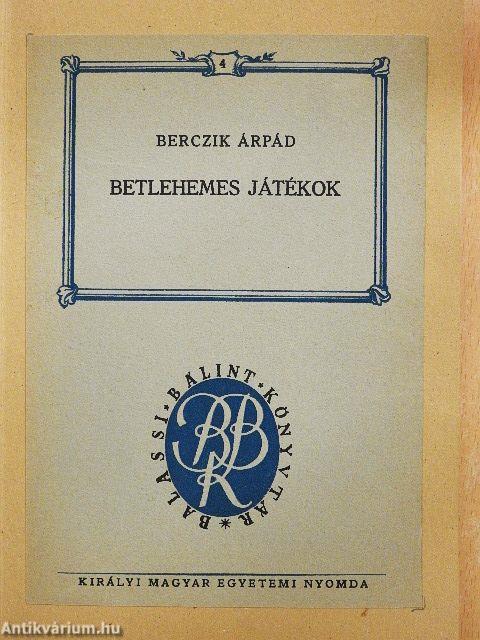 4
BERCZIK ÁRPÁD
BETLEHEMES JÁTÉKOK
BALASSI * BÁLINT * KÖNYVTÁR *
BBK
KIRÁLYI MAGYAR EGYETEMI NYOMDA
Antikvárium.hu